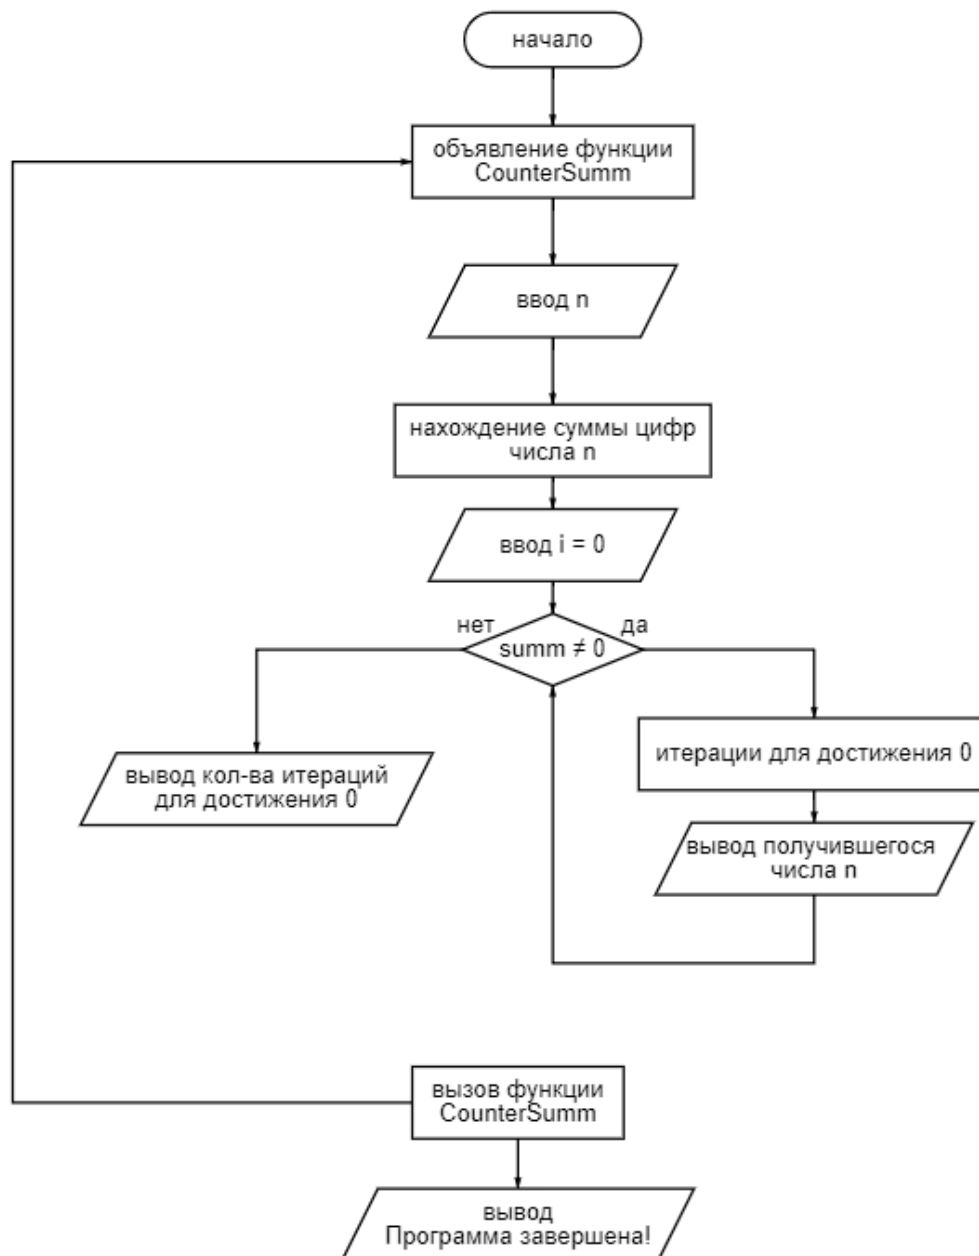 начало
объявление функции
CounterSumm
ввод n
нахождение суммы цифр
числа n
ввод i = 0
нет
да
summ ≠ 0
итерации для достижения 0
вывод кол-ва итераций
для достижения 0
вывод получившегося
числа n
вызов функции
CounterSumm
вывод
Программа завершена!